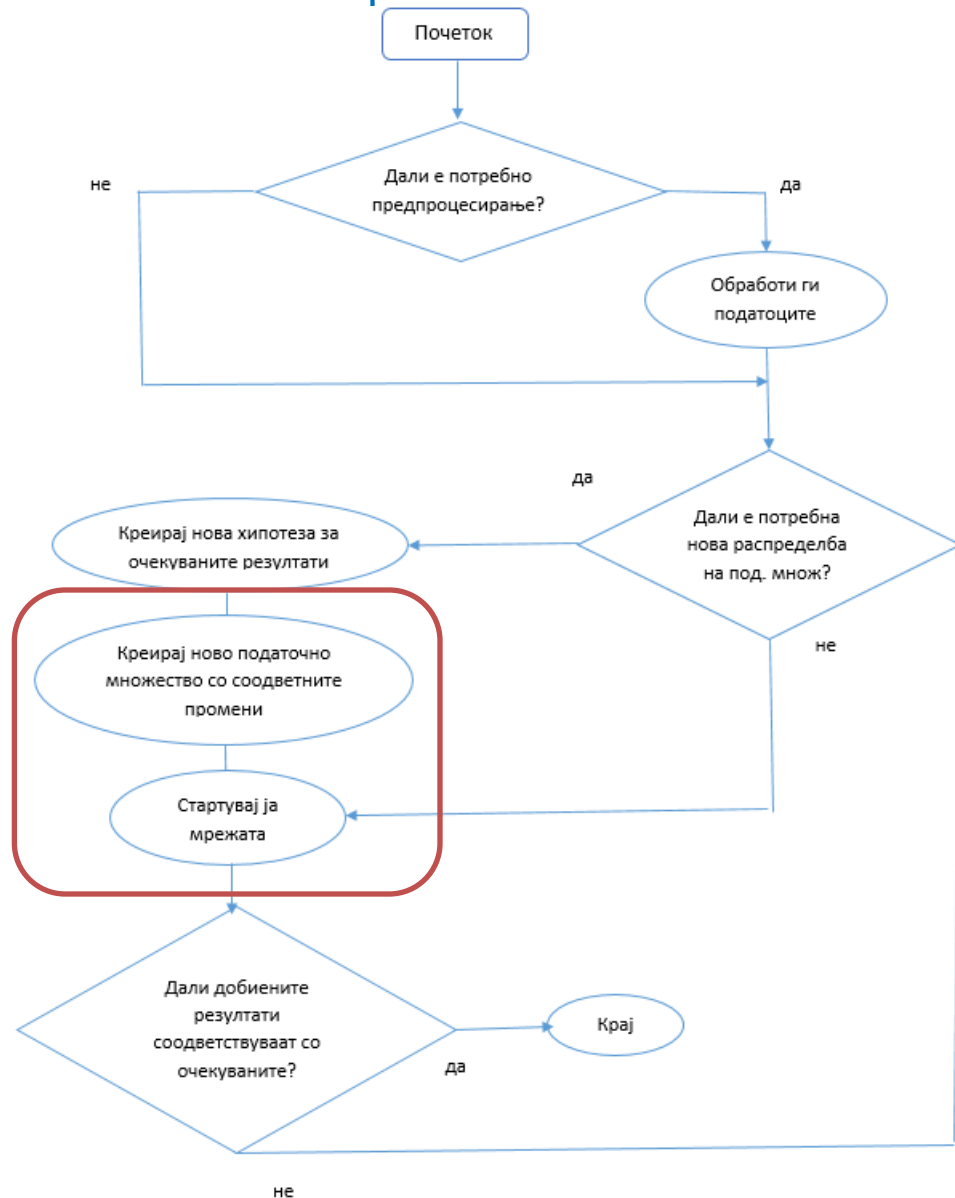 Почеток
Дали е потребно
предпроцесирање?
не
да
Обработи ги
податоците
да
Дали е потребна
нова распределба
на под. множ?
Креирај нова хипотеза за
очекуваните резултати
не
Креирај ново податочно
множество со соодветните
промени
Стартувај ја
мрежата
Дали добиените
резултати
соодветствуваат со
очекуваните?
Крај
да
не